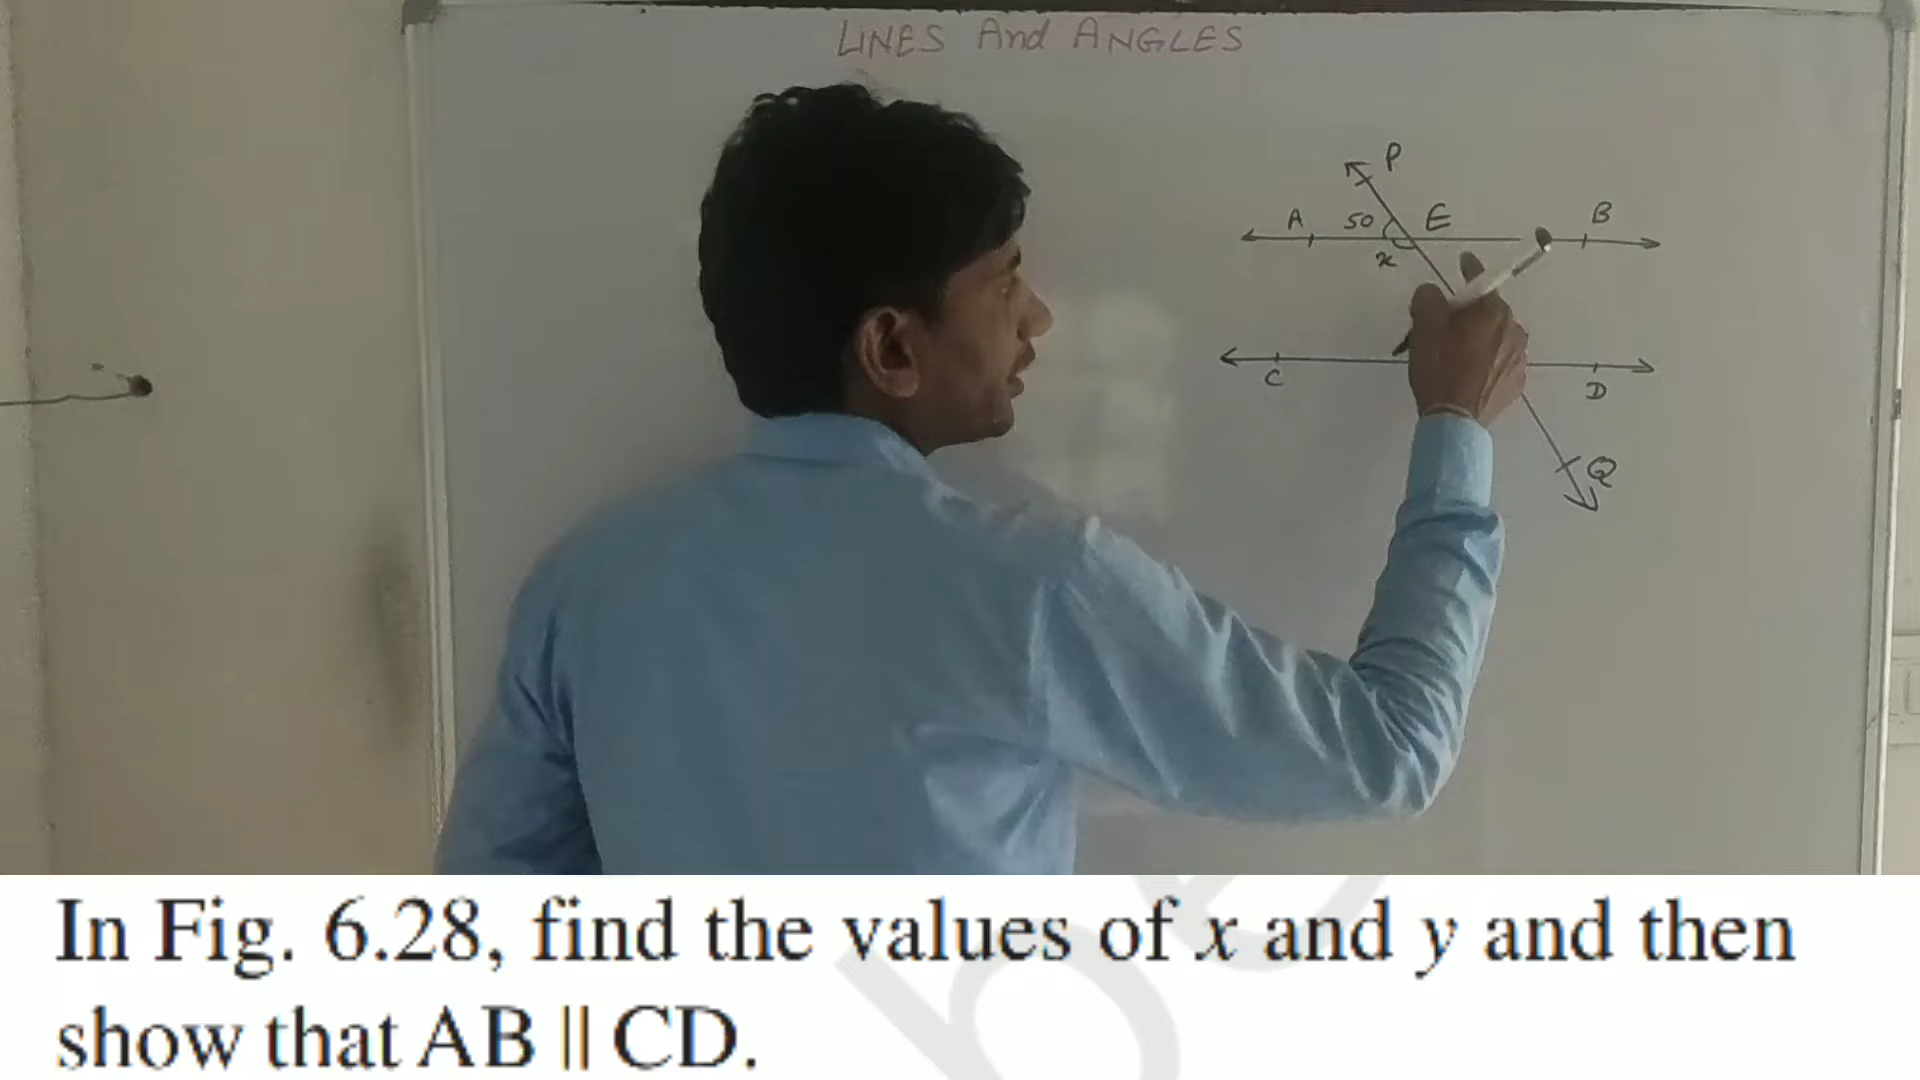 LINES And ANGLES
P
A 50 E B
x
C D
Q
In Fig. 6.28, find the values of x and y and then
show that AB || CD.